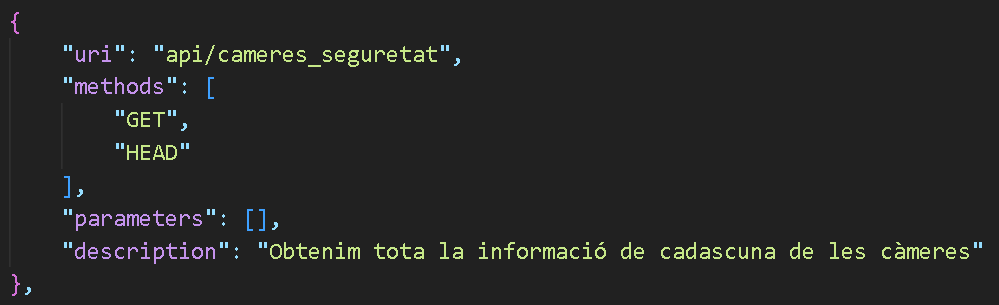 {
    "uri": "api/cameres_seguretat",
    "methods": [
        "GET",
        "HEAD"
    ],
    "parameters": [],
    "description": "Obtenim tota la informació de cadascuna de les càmeres"
},